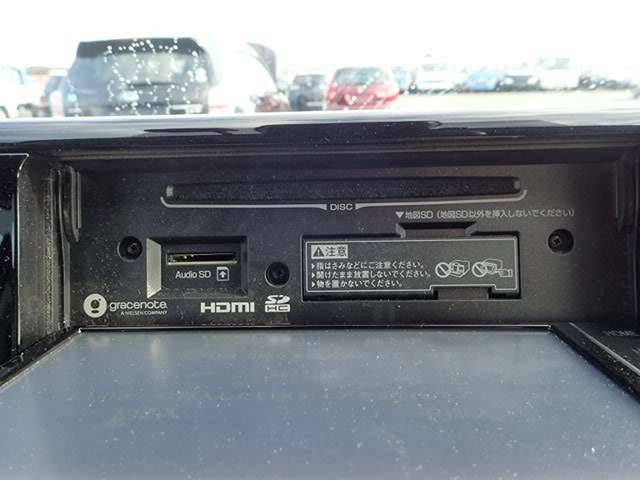 DISC
▼地図SD（地図SD以外を挿入しないでください）
Audio SD
⚠注意
▶指はさみなどにご注意ください。
▶開けたまま放置しないでください。
▶物を置かないでください。
gracenote.
A NIELSEN COMPANY
HDMI
SD
HC
HOME